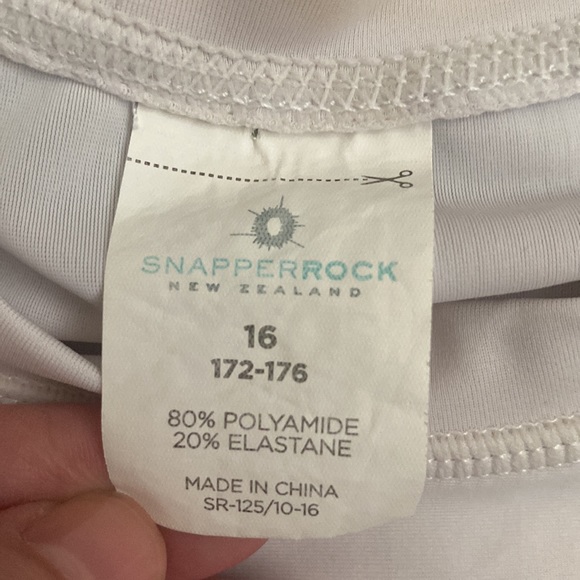 SNAPPERROCK
NEW ZEALAND
16
172-176
80% POLYAMIDE
20% ELASTANE
MADE IN CHINA
SR-125/10-16